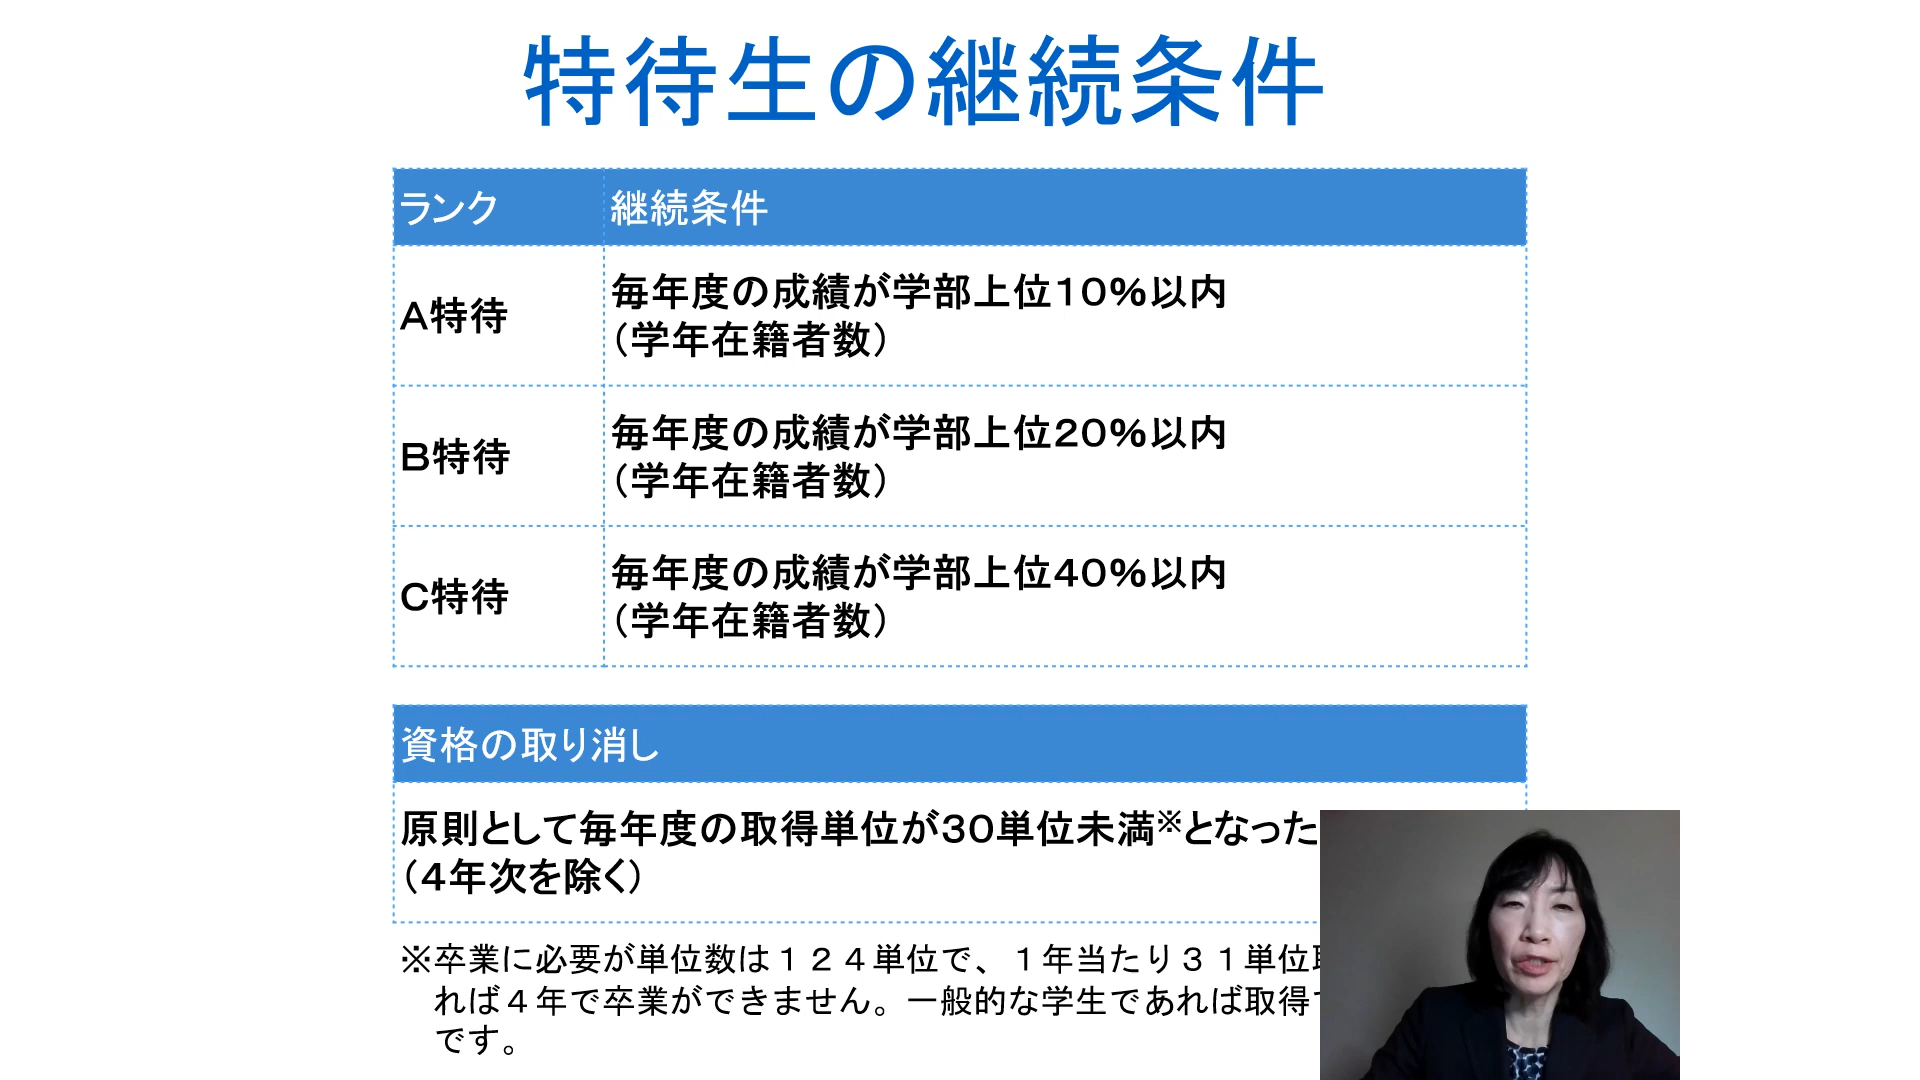 特待生の継続条件
ランク 継続条件
A特待 毎年度の成績が学部上位10%以内
（学年在籍者数）
B特待 毎年度の成績が学部上位20%以内
（学年在籍者数）
C特待 毎年度の成績が学部上位40%以内
（学年在籍者数）
資格の取り消し
原則として毎年度の取得単位が30単位未満※となった
（4年次を除く）
※卒業に必要が単位数は１２４単位で、１年当たり３１単位
れば４年で卒業ができません。一般的な学生であれば取得
です。